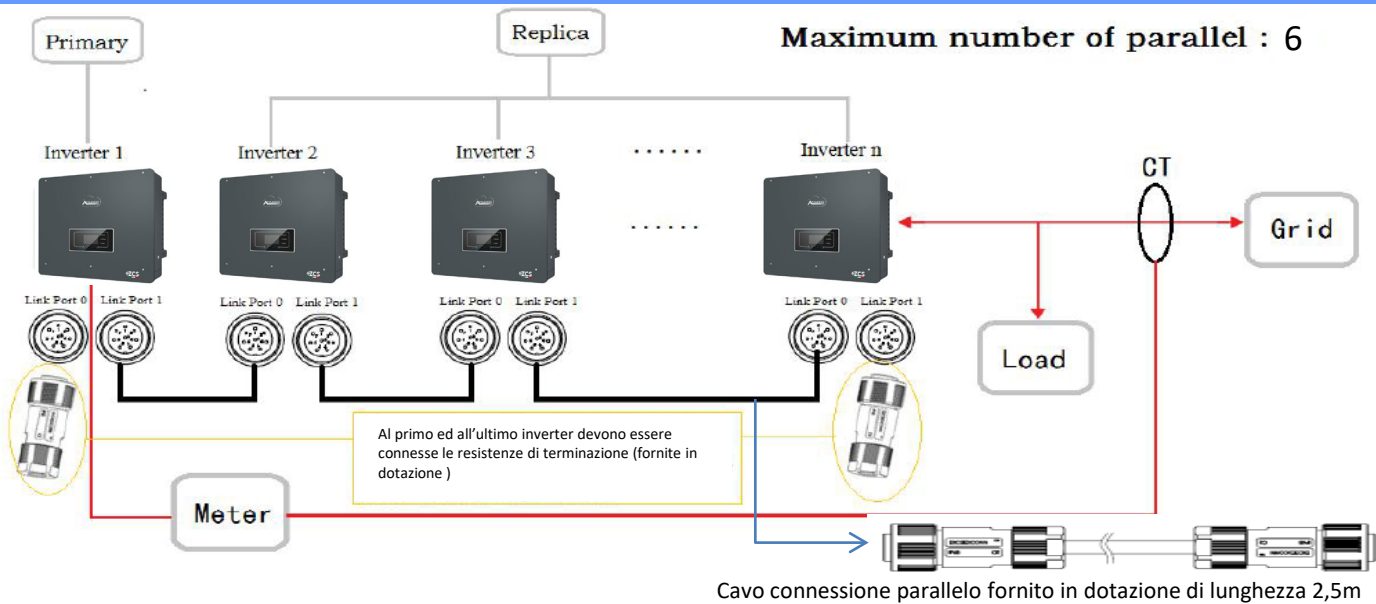 Primary
Replica
Maximum number of parallel : 6
Inverter 1
Inverter 2
Inverter 3
......
Inverter n
......
CT
Grid
Load
Link Port 0 Link Port 1
Link Port 0 Link Port 1
Link Port 0 Link Port 1
Link Port 0 Link Port 1
Al primo ed all'ultimo inverter devono essere
connesse le resistenze di terminazione (fornite in
dotazione )
Meter
Cavo connessione parallelo fornito in dotazione di lunghezza 2,5m